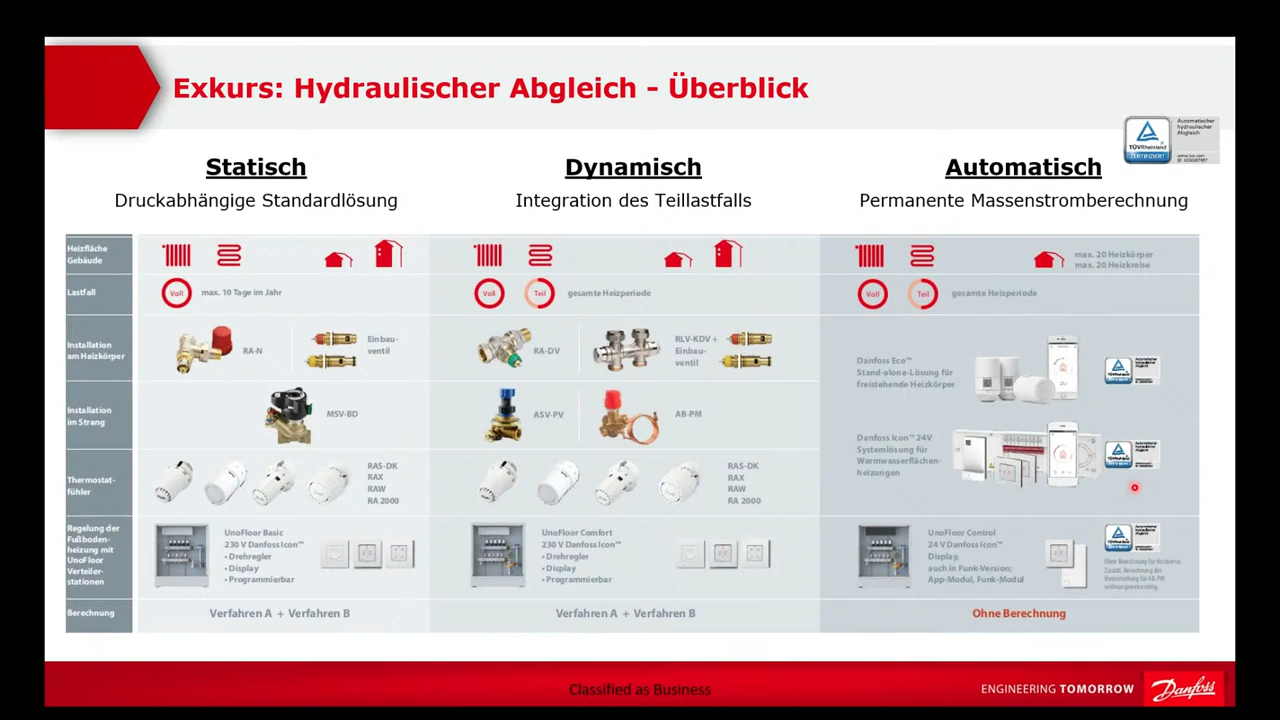 Exkurs: Hydraulischer Abgleich - Überblick
Automatischer
hydraulischer
Abgleich
TÜVRheinland
ZERTIFIZIERT
Statisch
Druckabhängige Standardlösung
Dynamisch
Integration des Teillastfalls
Automatisch
Permanente Massenstromberechnung
Heizfläche
Gebäude
max. 20 Heizkörper
max. 20 Heizkreise
Lastfall
Voll
max. 10 Tage im Jahr
Voll
Teil
gesamte Heizperiode
Voll
Teil
gesamte Heizperiode
Installation
am Heizkörper
RA-N
Einbau-
ventil
RA-DV
RLV-KDV +
Einbau-
ventil
Danfoss Eco™
Stand-alone-Lösung für
freistehende Heizkörper
Installation
im Strang
MSV-BD
ASV-PV
AB-PM
Danfoss Icon™ 24V
Systemlösung für
Warmwasserflächen-
heizungen
Thermostat-
fühler
RAS-DK
RAX
RAW
RA 2000
RAS-DK
RAX
RAW
RA 2000
Regelung der
Fußboden-
heizung mit
UnoFloor
Verteiler-
stationen
UnoFloor Basic
230 V Danfoss Icon™
• Drehregler
• Display
• Programmierbar
UnoFloor Comfort
230 V Danfoss Icon™
• Drehregler
• Display
• Programmierbar
UnoFloor Control
24 V Danfoss Icon™
Display,
auch in Funk-Version;
App-Modul, Funk-Modul
Berechnung
Verfahren A + Verfahren B
Verfahren A + Verfahren B
Ohne Berechnung
Classified as Business
ENGINEERING TOMORROW
Danfoss